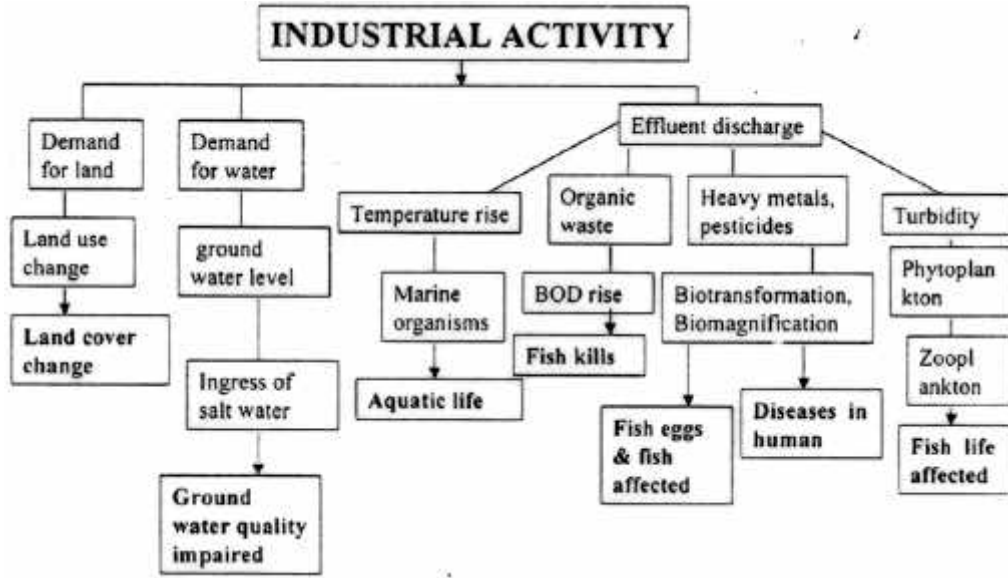 INDUSTRIAL ACTIVITY
Demand
for land
Demand
for water
Effluent discharge
Temperature rise
Organic
waste
Heavy metals,
pesticides
Turbidity
Land use
change
ground
water level
Marine
organisms
BOD rise
Biotransformation,
Biomagnification
Phytoplan
kton
Land cover
change
Ingress of
salt water
Aquatic life
Fish kills
Fish eggs
& fish
affected
Diseases in
human
Zoopl
ankton
Fish life
affected
Ground
water quality
impaired